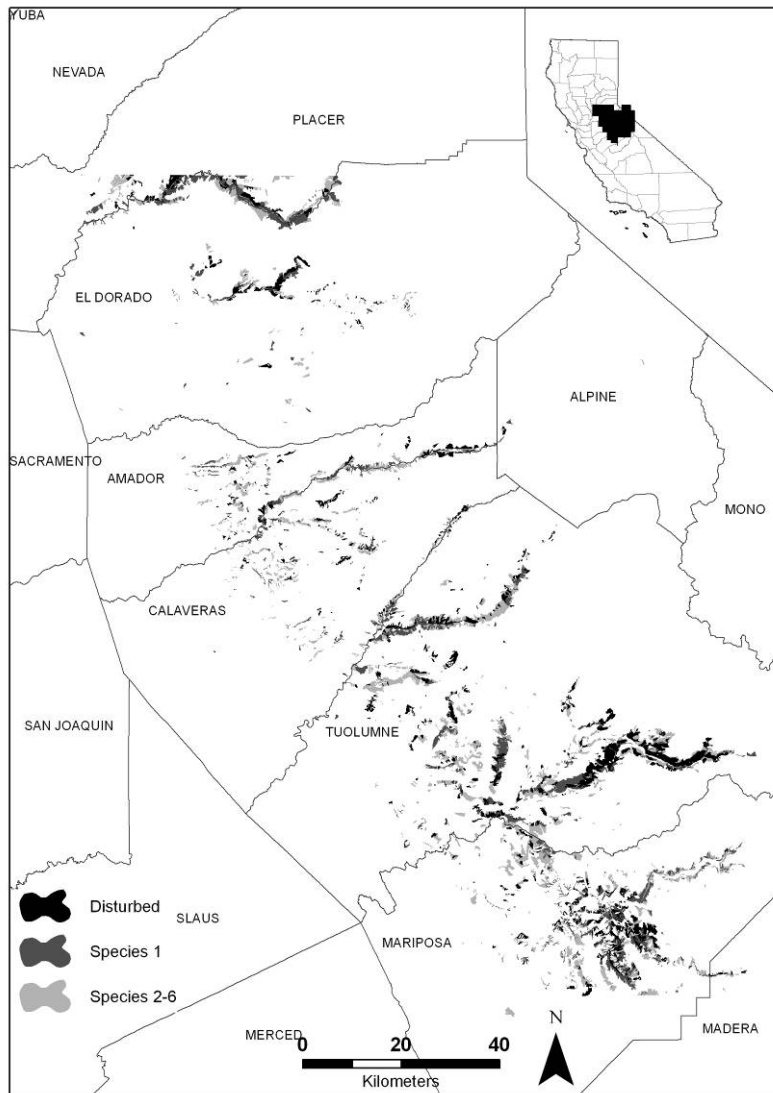 YUBA
NEVADA
PLACER
EL DORADO
ALPINE
SACRAMENTO
AMADOR
MONO
CALAVERAS
SAN JOAQUIN
TUOLUMNE
Disturbed
SLAUS
Species 1
MARIPOSA
Species 2-6
N
MADERA
MERCED
0 20 40
Kilometers